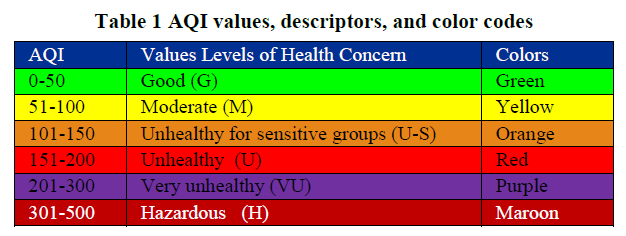 Table 1 AQI values, descriptors, and color codes
AQI Values Levels of Health Concern Colors
0-50 Good (G) Green
51-100 Moderate (M) Yellow
101-150 Unhealthy for sensitive groups (U-S) Orange
151-200 Unhealthy (U) Red
201-300 Very unhealthy (VU) Purple
301-500 Hazardous (H) Maroon